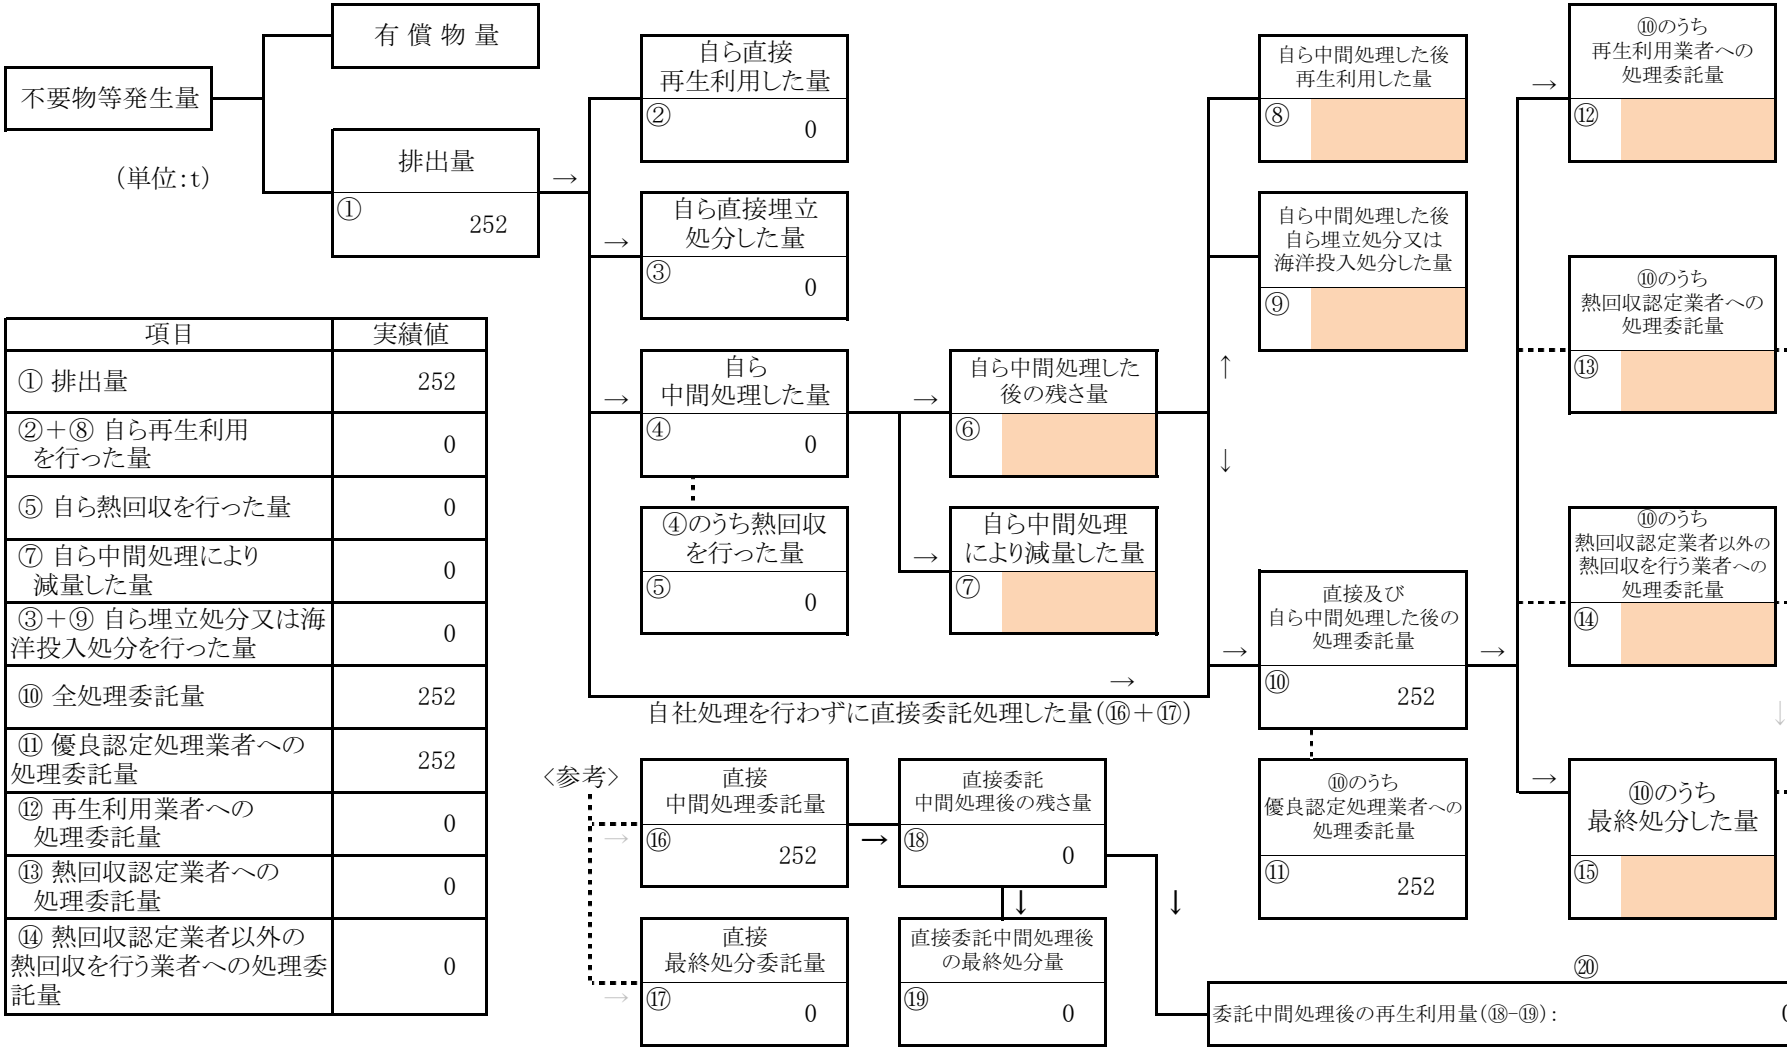 不要物等発生量
(単位:t)
有 償 物 量
排出量
①
252
自ら直接
再生利用した量
②
0
自ら直接埋立
処分した量
③
0
自ら
中間処理した量
④
0
④のうち熱回収
を行った量
⑤
0
自ら中間処理した
後の残さ量
⑥
自ら中間処理
により減量した量
⑦
自ら中間処理した後
再生利用した量
⑧
自ら中間処理した後
自ら埋立処分又は
海洋投入処分した量
⑨
直接及び
自ら中間処理した後の
処理委託量
⑩
252
⑩のうち
優良認定処理業者への
処理委託量
⑪
252
⑩のうち
再生利用業者への
処理委託量
⑫
⑩のうち
熱回収認定業者への
処理委託量
⑬
⑩のうち
熱回収認定業者以外の
熱回収を行う業者への
処理委託量
⑭
⑩のうち
最終処分した量
⑮
自社処理を行わずに直接委託処理した量(⑯+⑰)
<参考>
直接
中間処理委託量
⑯
252
直接
最終処分委託量
⑰
0
直接委託
中間処理後の残さ量
⑱
0
直接委託中間処理後
の最終処分量
⑲
0
⑳
委託中間処理後の再生利用量(⑱-⑲): 0
項目 実績値
① 排出量 252
②+⑧ 自ら再生利用
を行った量 0
⑤ 自ら熱回収を行った量 0
⑦ 自ら中間処理により
減量した量 0
③+⑨ 自ら埋立処分又は海
洋投入処分を行った量 0
⑩ 全処理委託量 252
⑪ 優良認定処理業者への
処理委託量 252
⑫ 再生利用業者への
処理委託量 0
⑬ 熱回収認定業者への
処理委託量 0
⑭ 熱回収認定業者以外の
熱回収を行う業者への処理委 0
託量